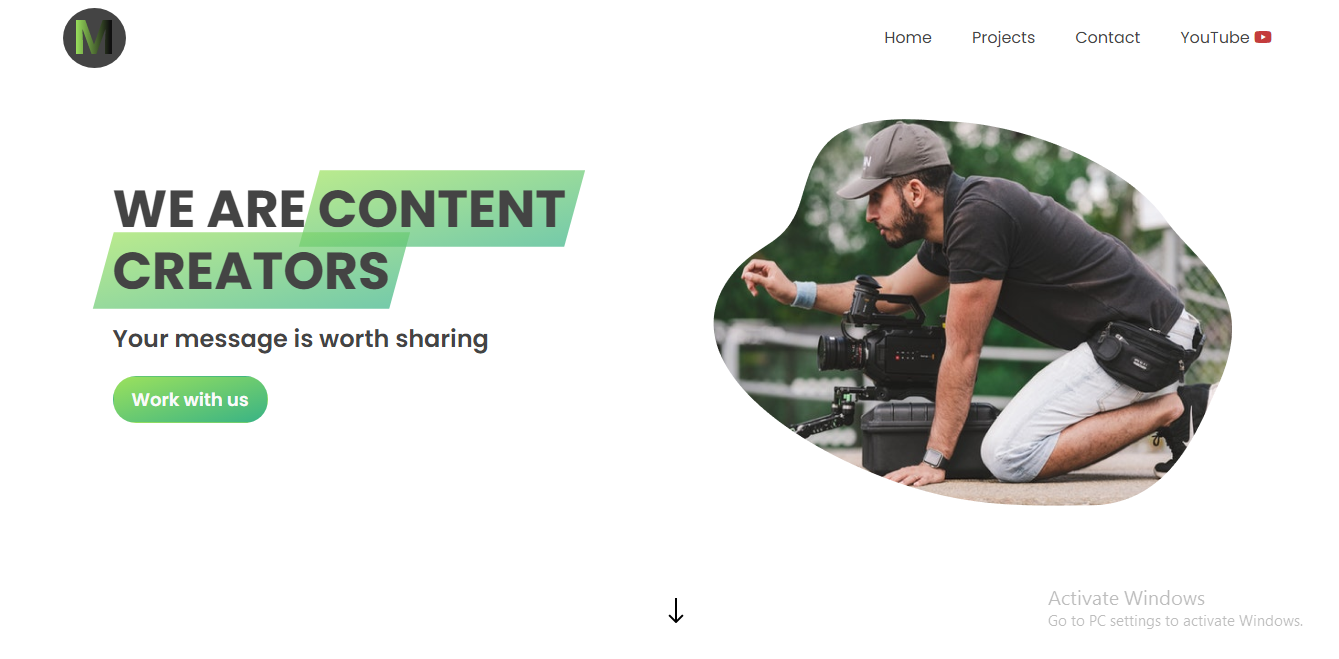 M
Home Projects Contact YouTube
WE ARE CONTENT
CREATORS
Your message is worth sharing
Work with us
Activate Windows
Go to PC settings to activate Windows.